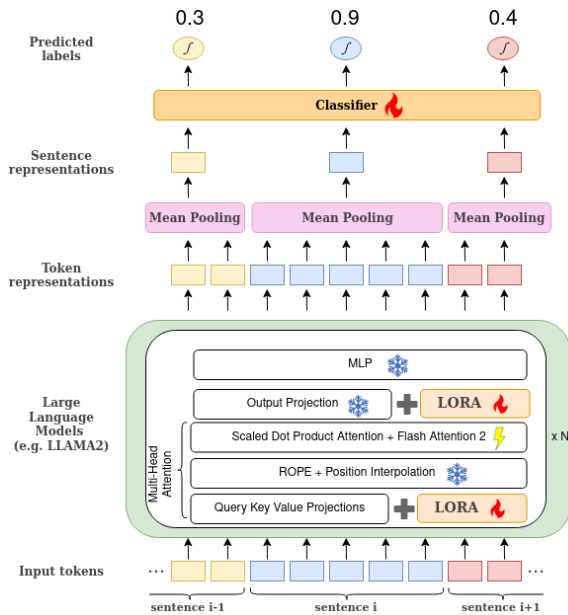 0.3 0.9 0.4
Predicted
labels
∫ ∫ ∫
Classifier
Sentence
representations
Mean Pooling Mean Pooling Mean Pooling
Token
representations
Large
Language
Models
(e.g. LLAMA2)
MLP
Output Projection LORA
Scaled Dot Product Attention + Flash Attention 2
x N
Multi-Head
Attention
ROPE + Position Interpolation
Query Key Value Projections LORA
Input tokens ... ...
sentence i-1 sentence i sentence i+1